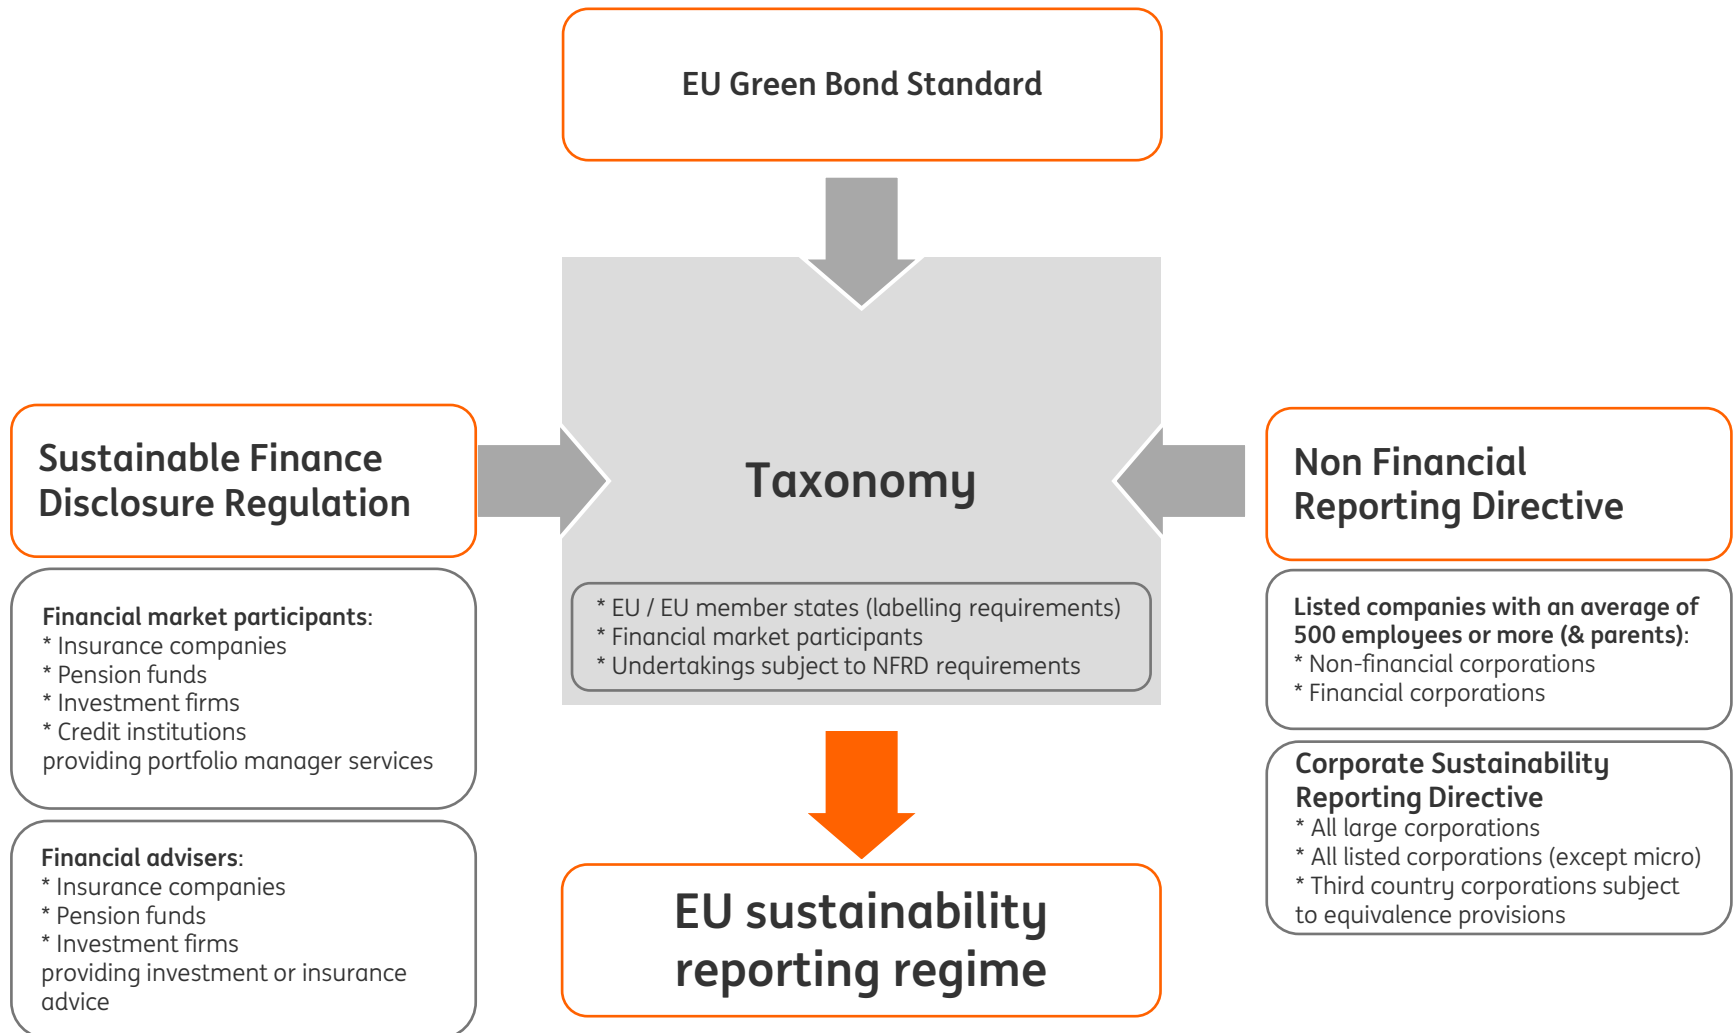 EU Green Bond Standard
Sustainable Finance
Disclosure Regulation
Financial market participants:
* Insurance companies
* Pension funds
* Investment firms
* Credit institutions
providing portfolio manager services
Financial advisers:
* Insurance companies
* Pension funds
* Investment firms
providing investment or insurance
advice
Taxonomy
* EU / EU member states (labelling requirements)
* Financial market participants
* Undertakings subject to NFRD requirements
EU sustainability
reporting regime
Non Financial
Reporting Directive
Listed companies with an average of
500 employees or more (& parents):
* Non-financial corporations
* Financial corporations
Corporate Sustainability
Reporting Directive
* All large corporations
* All listed corporations (except micro)
* Third country corporations subject
to equivalence provisions